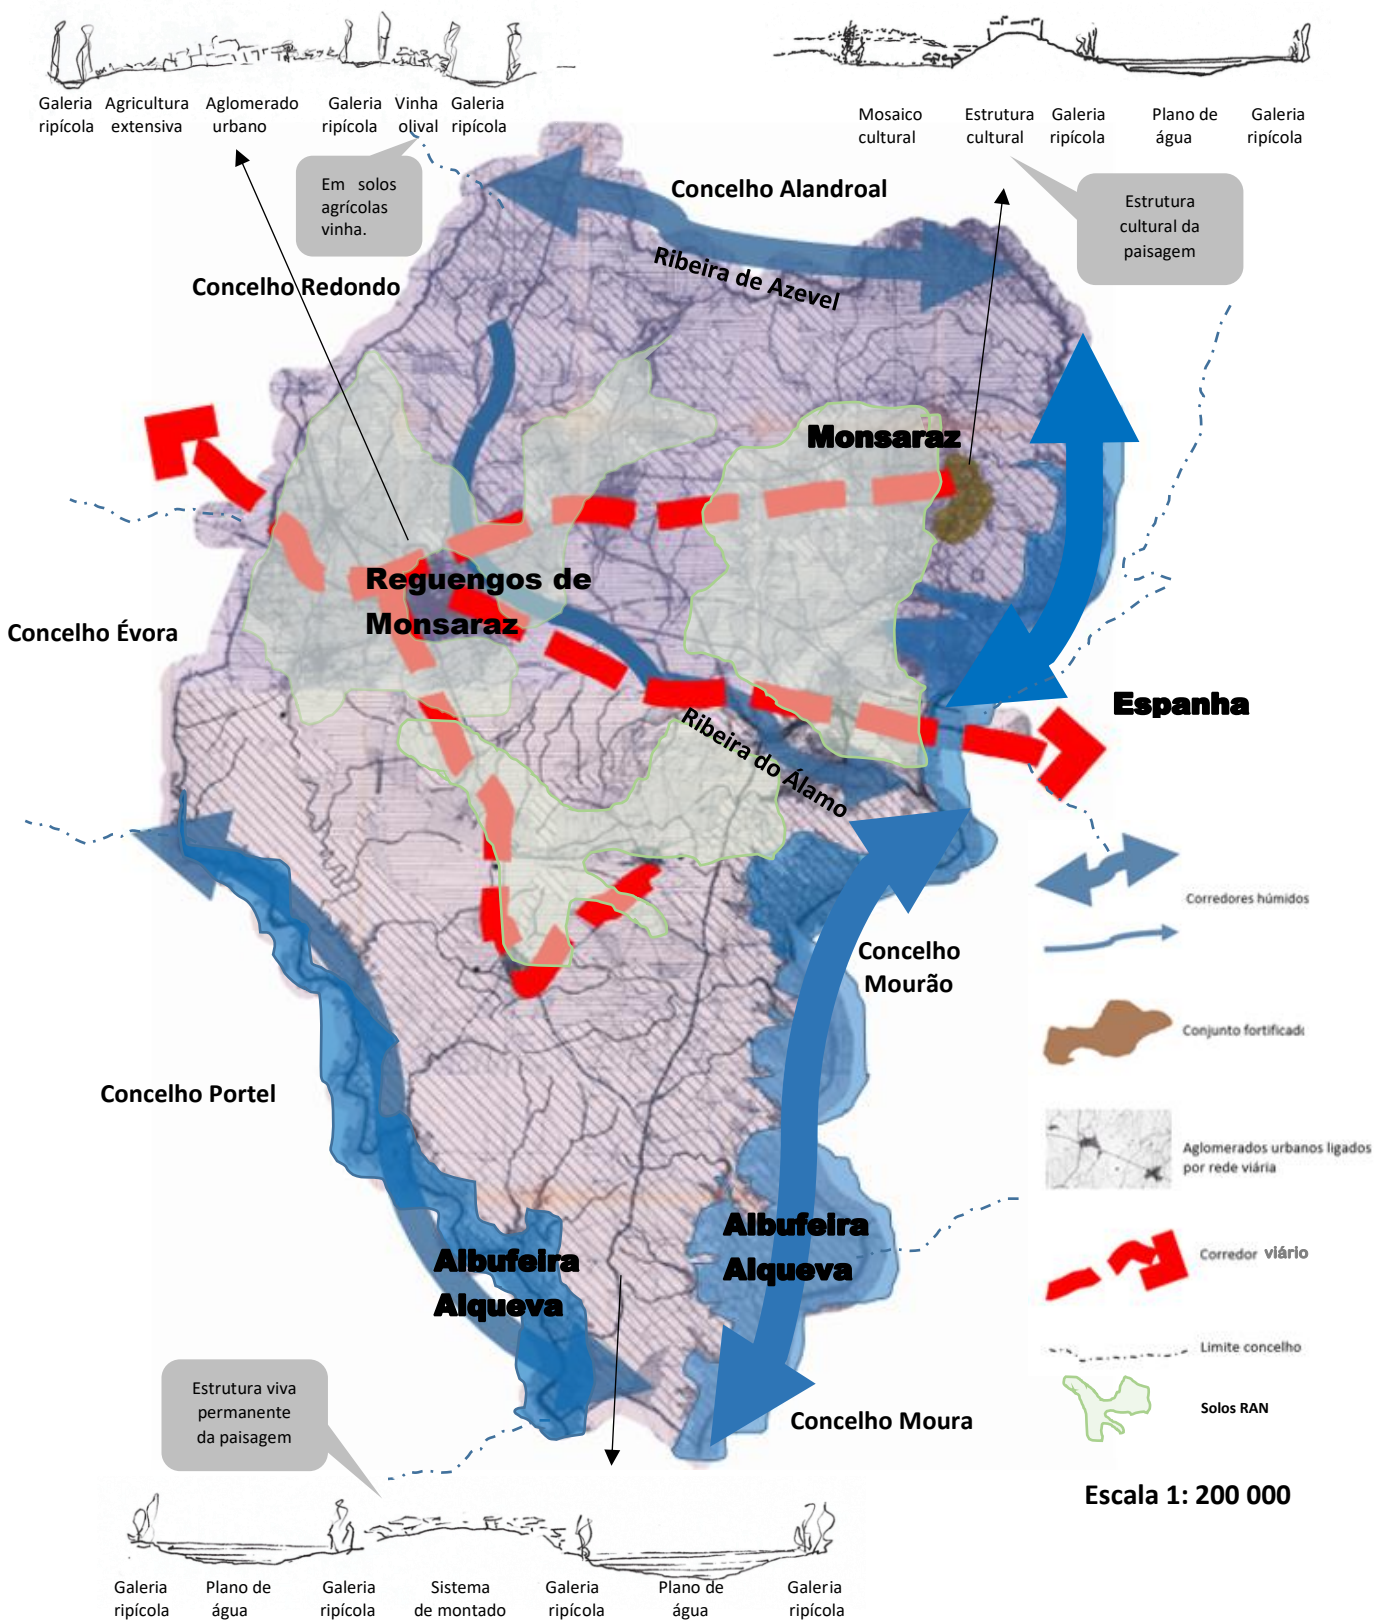 Galeria
ripícola
Agricultura
extensiva
Aglomerado
urbano
Galeria
ripícola
Vinha
olival
Galeria
ripícola
Mosaico
cultural
Estrutura
cultural
Galeria
ripícola
Plano de
água
Galeria
ripícola
Em solos
agrícolas
vinha.
Concelho Alandroal
Estrutura
cultural da
paisagem
Ribeira de Azevel
Concelho Redondo
Monsaraz
Reguengos de
Monsaraz
Concelho Évora
Espanha
Ribeira do Álamo
Corredores húmidos
Concelho
Mourão
Conjunto fortificad
Concelho Portel
Aglomerados urbanos ligados
por rede viária
Albufeira
Alqueva
Albufeira
Alqueva
Corredor viário
Limite concelho
Estrutura viva
permanente
da paisagem
Concelho Moura
Solos RAN
Escala 1: 200 000
Galeria
ripícola
Plano de
água
Galeria
ripícola
Sistema
de montado
Galeria
ripícola
Plano de
água
Galeria
ripícola